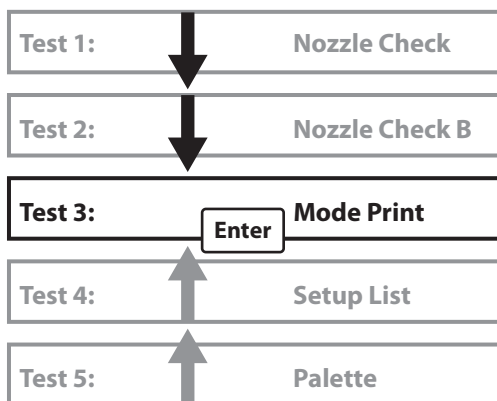 Test 1: Nozzle Check
Test 2: Nozzle Check B
Test 3: Mode Print
Enter
Test 4: Setup List
Test 5: Palette